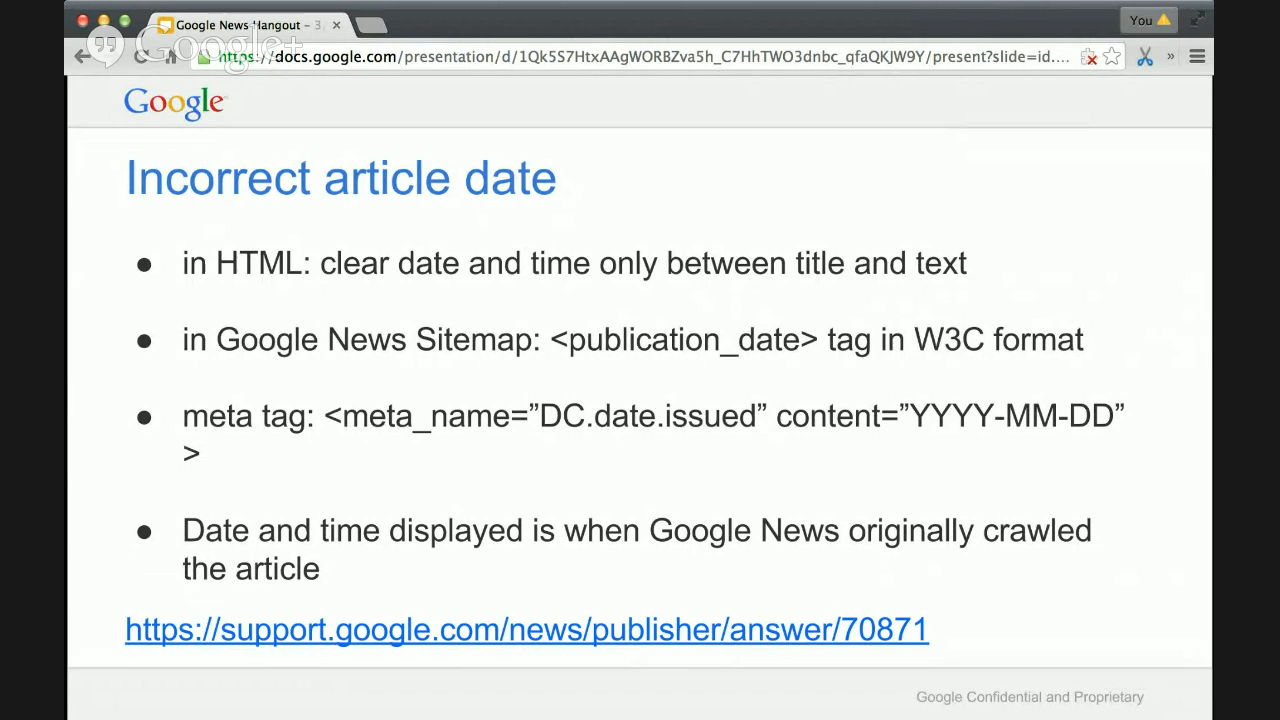 Google News Hangout – 3
You
Google+
https://docs.google.com/presentation/d/1Qk5S7HtxAAgWORBZva5h_C7HhTWO3dnbc_qfaQKJW9Y/present?slide=id....
Google
Incorrect article date
● in HTML: clear date and time only between title and text
● in Google News Sitemap: <publication_date> tag in W3C format
● meta tag: <meta_name=”DC.date.issued” content=”YYYY-MM-DD”
>
● Date and time displayed is when Google News originally crawled
the article
https://support.google.com/news/publisher/answer/70871
Google Confidential and Proprietary